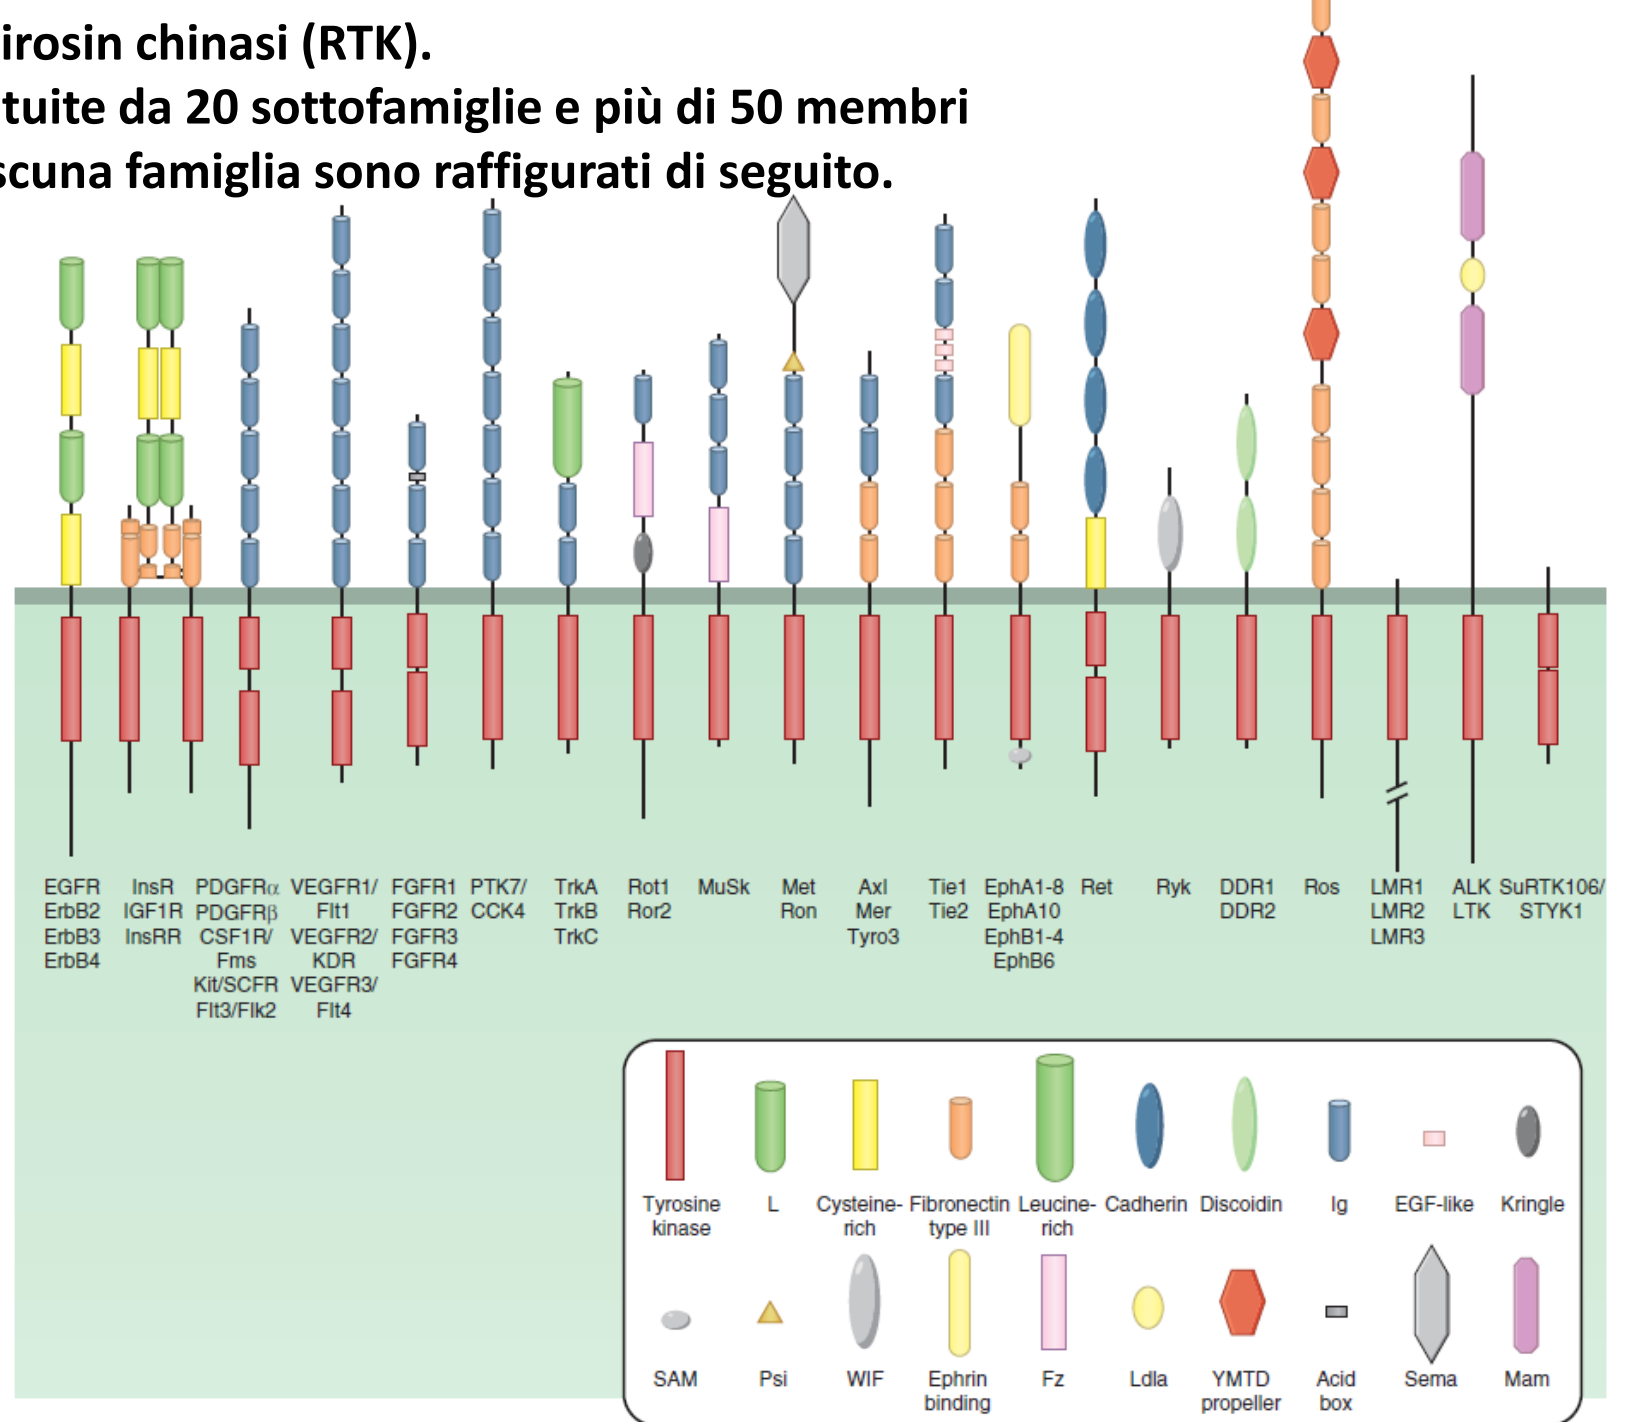 irosin chinasi (RTK).
tuite da 20 sottofamiglie e più di 50 membri
scuna famiglia sono raffigurati di seguito.
EGFR
ErbB2
ErbB3
ErbB4
InsR
IGF1R
InsRR
PDGFRα
PDGFRβ
CSF1R/
Fms
Kit/SCFR
Flt3/Flk2
VEGFR1/
Flt1
VEGFR2/
KDR
VEGFR3/
Flt4
FGFR1
FGFR2
FGFR3
FGFR4
PTK7/
CCK4
TrkA
TrkB
TrkC
Rot1
Ror2
MuSk
Met
Ron
Axl
Mer
Tyro3
Tie1
Tie2
EphA1-8
EphA10
EphB1-4
EphB6
Ret
Ryk
DDR1
DDR2
Ros
LMR1
LMR2
LMR3
ALK
LTK
SuRTK106/
STYK1
Tyrosine
kinase
L
Cysteine-
rich
Fibronectin
type III
Leucine-
rich
Cadherin
Discoidin
Ig
EGF-like
Kringle
SAM
Psi
WIF
Ephrin
binding
Fz
Ldla
YMTD
propeller
Acid
box
Sema
Mam